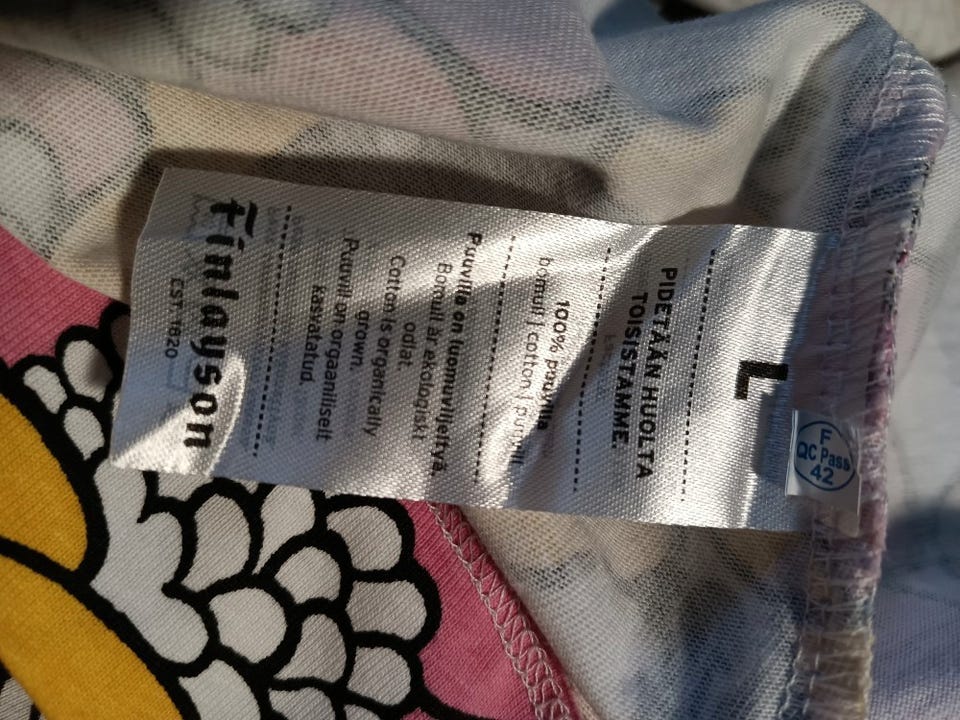 L
F
QC Pass
42
PIDETÄÄN HUOLTA
TOISISTAMME.
100% puuvilla
bomull | cotton | puuvill
Puuvilla on luomuviljeltyä.
Bomull är ekologiskt
odlat.
Cotton is organically
grown.
Puuvill on orgaaniliselt
kasvatatud.
Finlayson
EST. 1820